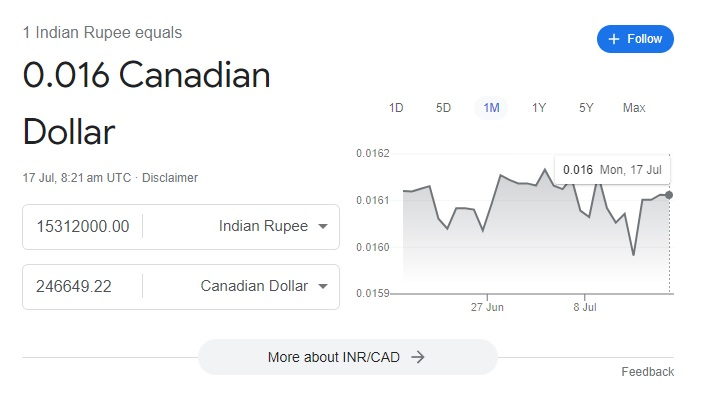 1 Indian Rupee equals
0.016 Canadian
Dollar
17 Jul, 8:21 am UTC · Disclaimer
15312000.00 Indian Rupee
246649.22 Canadian Dollar
+ Follow
1D 5D 1M 1Y 5Y Max
0.0162
0.016 Mon, 17 Jul
0.0161
0.0160
0.0159
27 Jun 8 Jul
More about INR/CAD →
Feedback